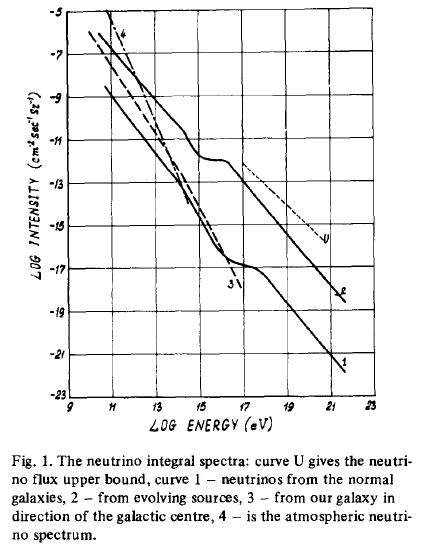 -5
-7
-9
-11
-13
-15
-17
-19
-21
-23
LOG INTENSITY (cm⁻² sec⁻¹ sz⁻¹)
4
U
3
2
1
9 11 13 15 17 19 21 23
LOG ENERGY (eV)
Fig. 1. The neutrino integral spectra: curve U gives the neutri-
no flux upper bound, curve 1 – neutrinos from the normal
galaxies, 2 – from evolving sources, 3 – from our galaxy in
direction of the galactic centre, 4 – is the atmospheric neutri-
no spectrum.